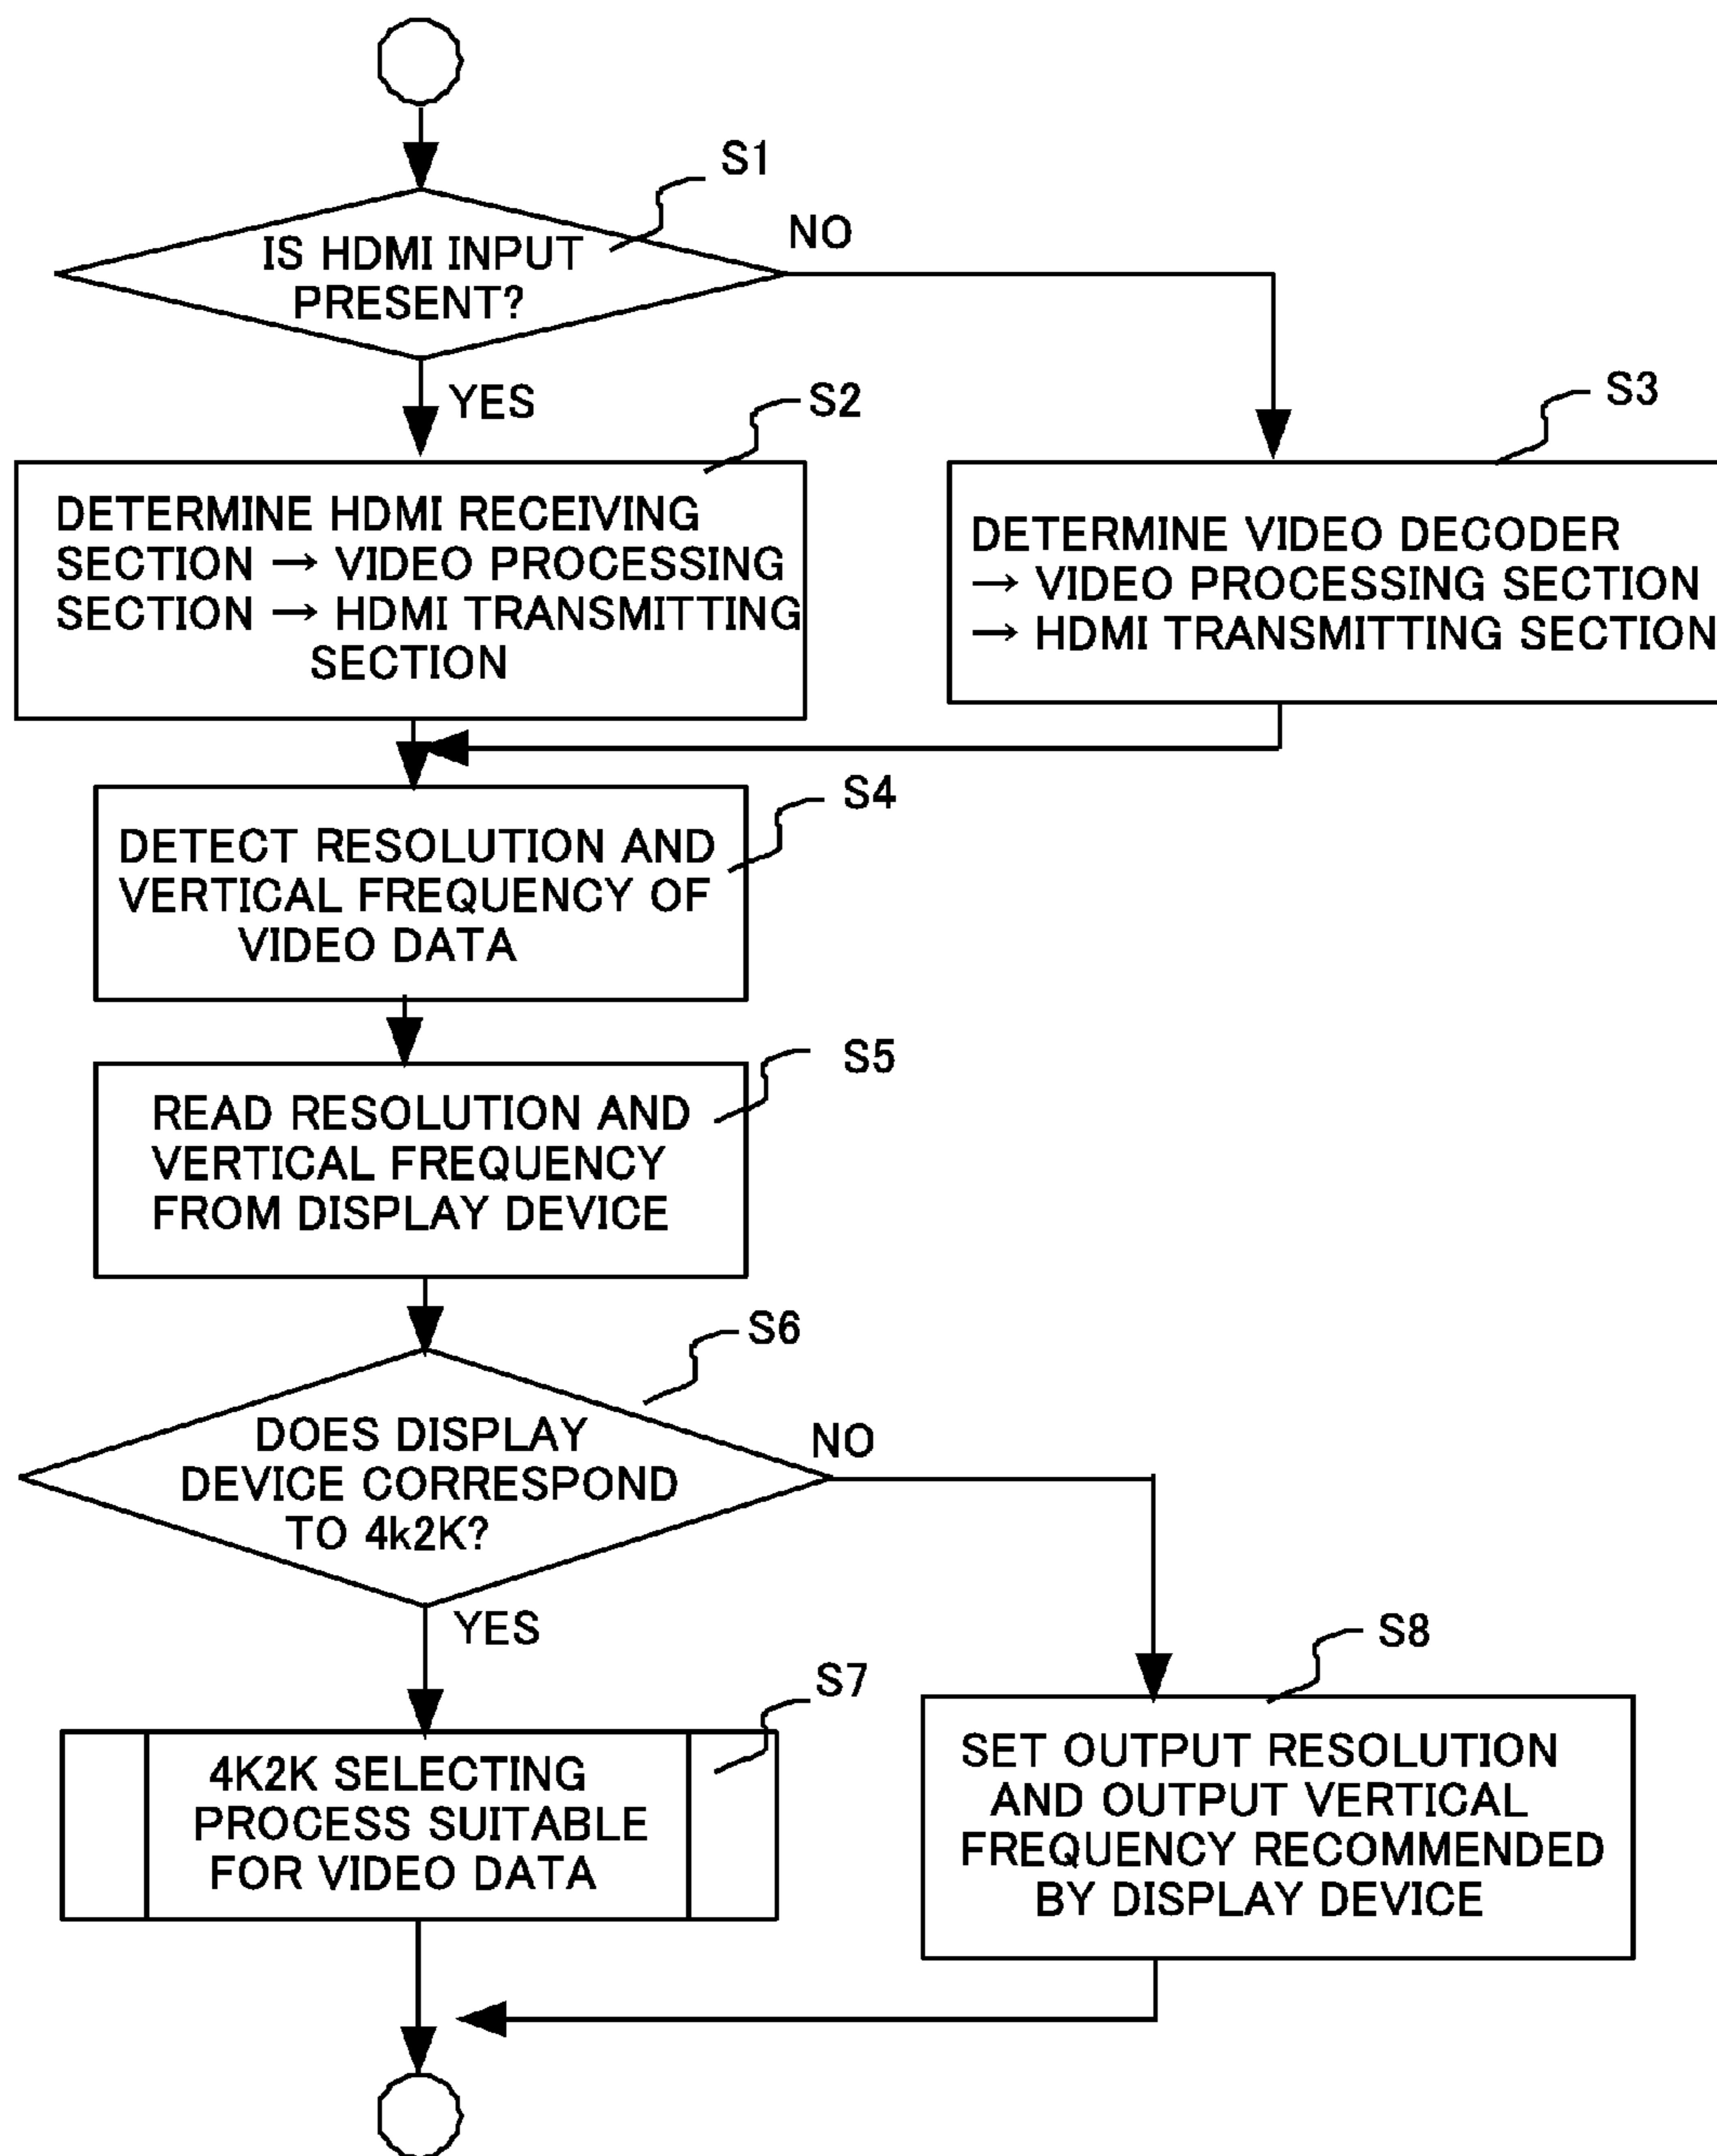 S1
IS HDMI INPUT
PRESENT?
NO
YES
S2
DETERMINE HDMI RECEIVING
SECTION → VIDEO PROCESSING
SECTION → HDMI TRANSMITTING
SECTION
S3
DETERMINE VIDEO DECODER
→ VIDEO PROCESSING SECTION
→ HDMI TRANSMITTING SECTION
S4
DETECT RESOLUTION AND
VERTICAL FREQUENCY OF
VIDEO DATA
S5
READ RESOLUTION AND
VERTICAL FREQUENCY
FROM DISPLAY DEVICE
S6
DOES DISPLAY
DEVICE CORRESPOND
TO 4k2K?
NO
YES
S7
4K2K SELECTING
PROCESS SUITABLE
FOR VIDEO DATA
S8
SET OUTPUT RESOLUTION
AND OUTPUT VERTICAL
FREQUENCY RECOMMENDED
BY DISPLAY DEVICE